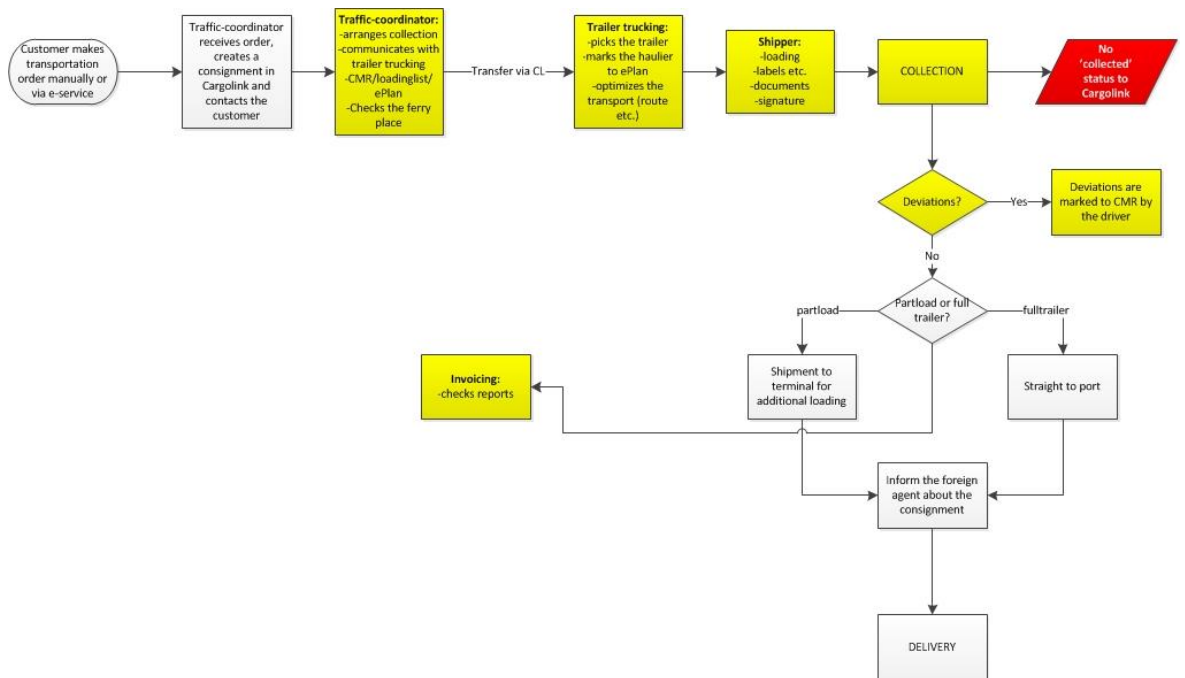 Customer makes
transportation
order manually or
via e-service
Traffic-coordinator
receives order,
creates a
consignment in
Cargolink and
contacts the
customer
Traffic-coordinator:
-arranges collection
-communicates with
trailer trucking
-CMR/loadinglist/
ePlan
-Checks the ferry
place
Transfer via CL
Trailer trucking:
-picks the trailer
-marks the haulier
to ePlan
-optimizes the
transport (route
etc.)
Shipper:
-loading
-labels etc.
-documents
-signature
COLLECTION
No
‘collected’
status to
Cargolink
Deviations?
Yes
Deviations are
marked to CMR by
the driver
No
Partload or full
trailer?
partload
fulltrailer
Invoicing:
-checks reports
Shipment to
terminal for
additional loading
Straight to port
Inform the foreign
agent about the
consignment
DELIVERY